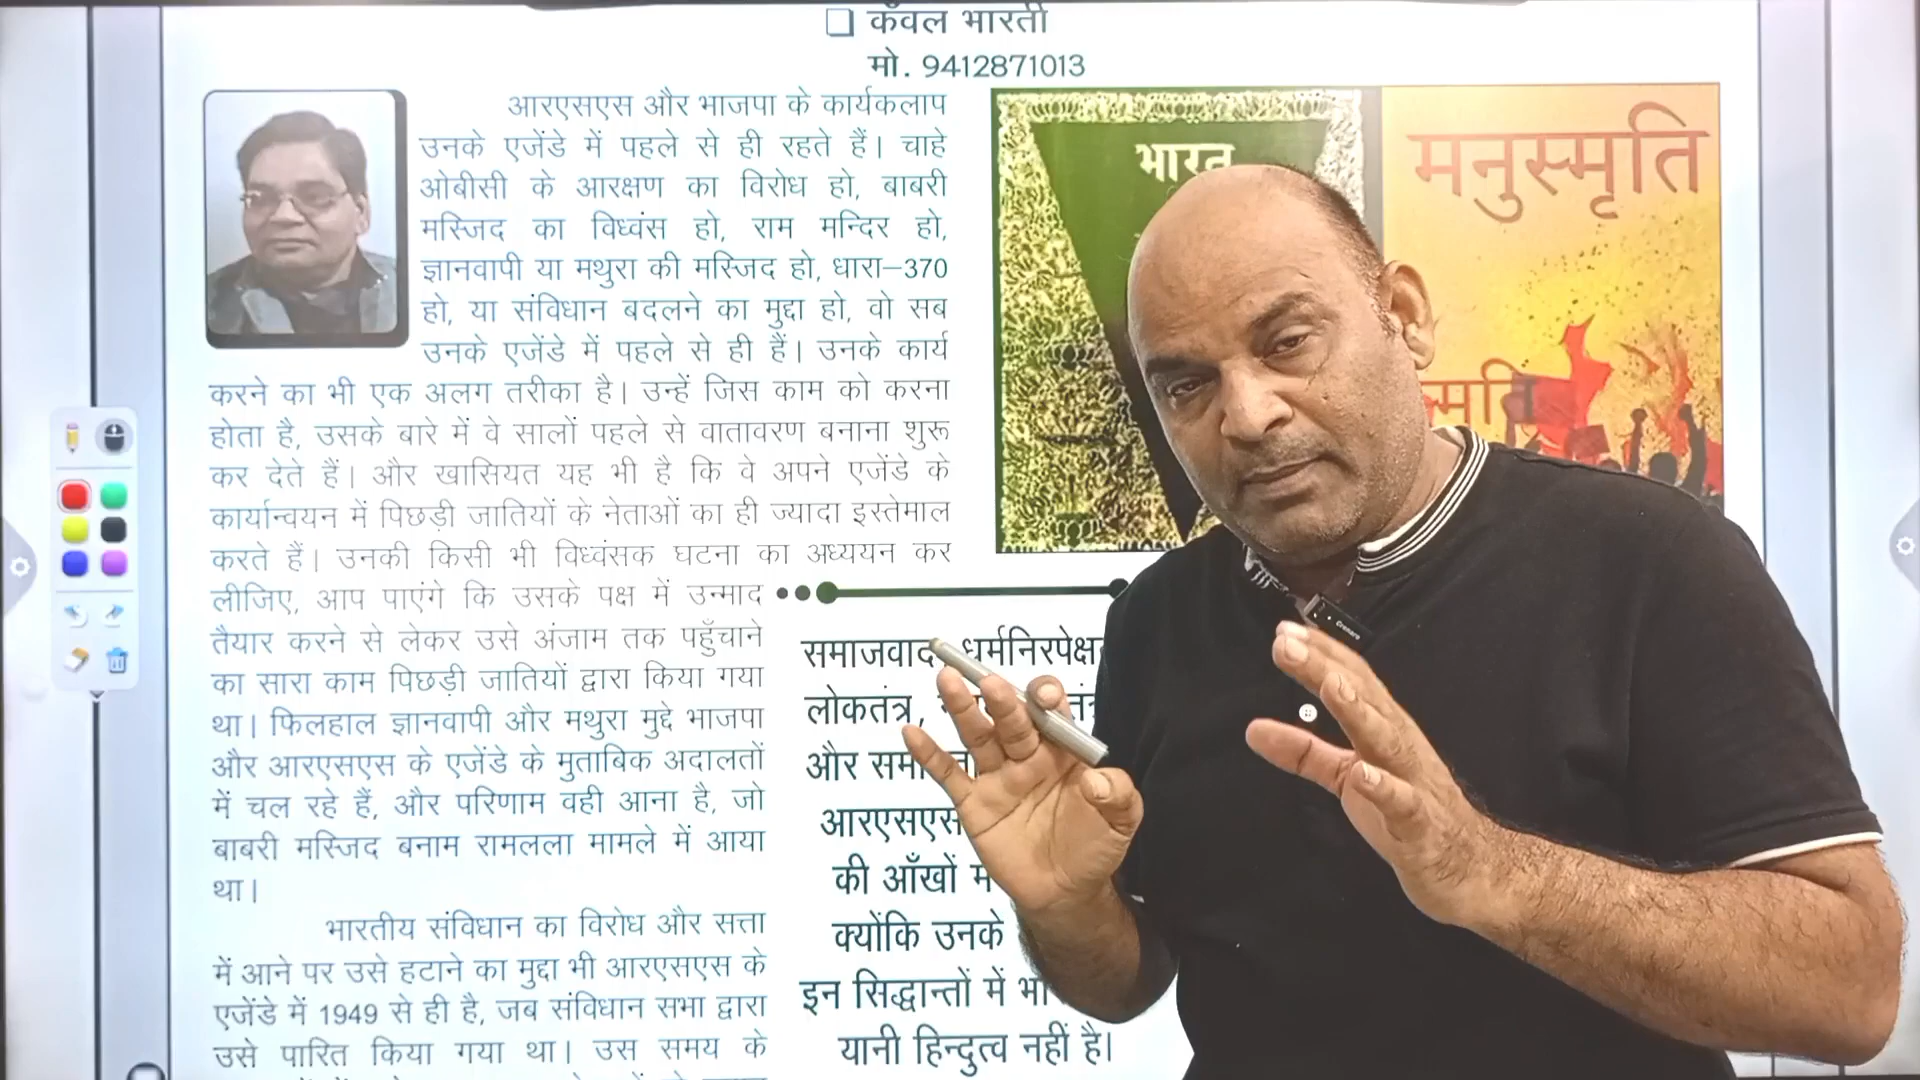 ❑ कँवल भारती
मो. 9412871013
आरएसएस और भाजपा के कार्यकलाप
उनके एजेंडे में पहले से ही रहते हैं। चाहे
ओबीसी के आरक्षण का विरोध हो, बाबरी
मस्जिद का विध्वंस हो, राम मन्दिर हो,
ज्ञानवापी या मथुरा की मस्जिद हो, धारा–370
हो, या संविधान बदलने का मुद्दा हो, वो सब
उनके एजेंडे में पहले से ही हैं। उनके कार्य
करने का भी एक अलग तरीका है। उन्हें जिस काम को करना
होता है, उसके बारे में वे सालों पहले से वातावरण बनाना शुरू
कर देते हैं। और खासियत यह भी है कि वे अपने एजेंडे के
कार्यान्वयन में पिछड़ी जातियों के नेताओं का ही ज्यादा इस्तेमाल
करते हैं। उनकी किसी भी विध्वंसक घटना का अध्ययन कर
लीजिए, आप पाएंगे कि उसके पक्ष में उन्माद
तैयार करने से लेकर उसे अंजाम तक पहुँचाने
का सारा काम पिछड़ी जातियों द्वारा किया गया
था। फिलहाल ज्ञानवापी और मथुरा मुद्दे भाजपा
और आरएसएस के एजेंडे के मुताबिक अदालतों
में चल रहे हैं, और परिणाम वही आना है, जो
बाबरी मस्जिद बनाम रामलला मामले में आया
था।
भारतीय संविधान का विरोध और सत्ता
में आने पर उसे हटाने का मुद्दा भी आरएसएस के
एजेंडे में 1949 से ही है, जब संविधान सभा द्वारा
उसे पारित किया गया था। उस समय के
भारत
मनुस्मृति
समाजवाद, धर्मनिरपेक्ष
लोकतंत्र,
और
आरएसएस
की आँखों
क्योंकि उनके
इन सिद्धान्तों में
यानी हिन्दुत्व नहीं है।